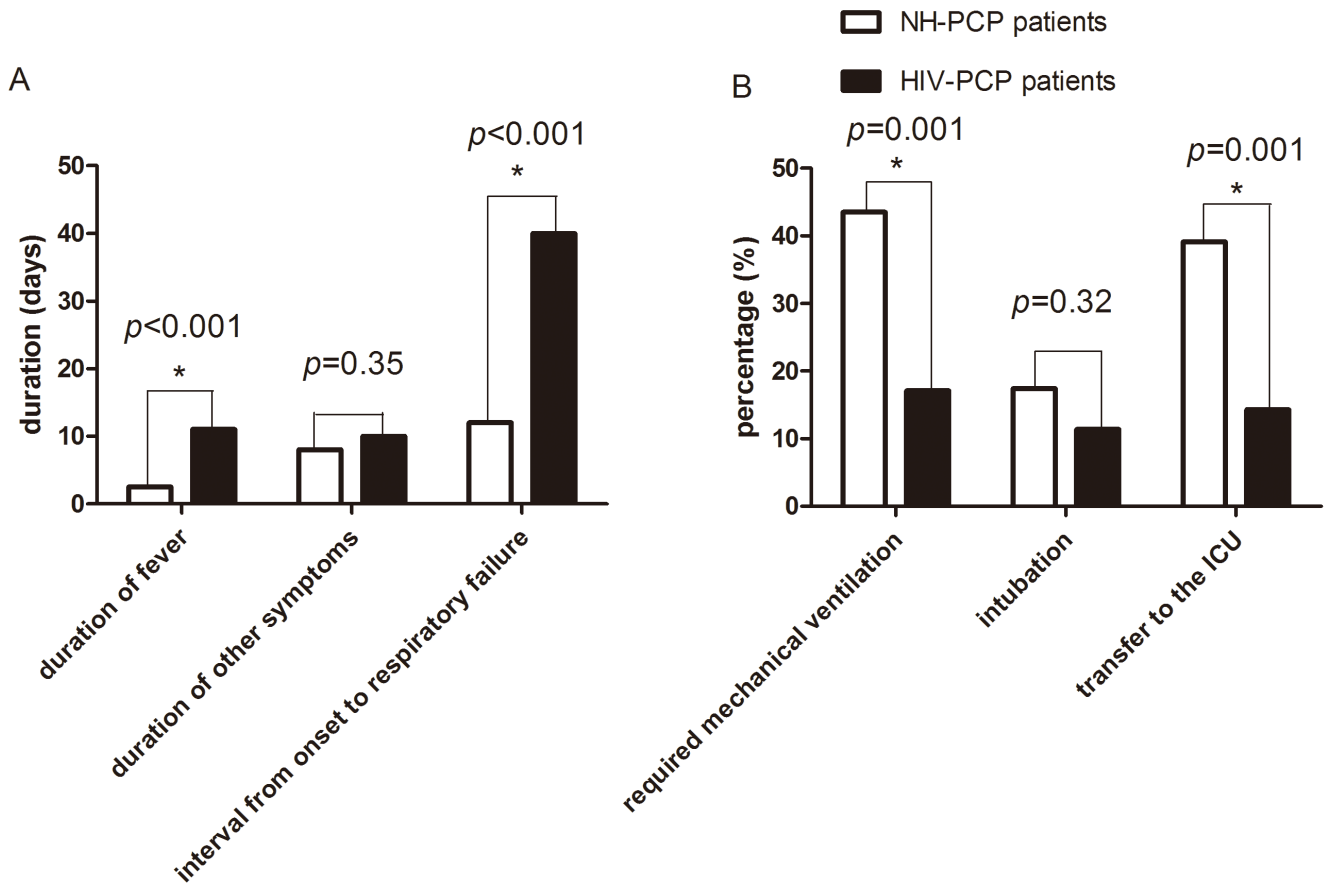 NH-PCP patients
HIV-PCP patients
A
p<0.001
*
p<0.001
*
p=0.35
50
40
30
20
10
0
duration (days)
duration of fever
duration of other symptoms
interval from onset to respiratory failure
B
p=0.001
*
p=0.001
*
p=0.32
50
40
30
20
10
0
percentage (%)
required mechanical ventilation
intubation
transfer to the ICU